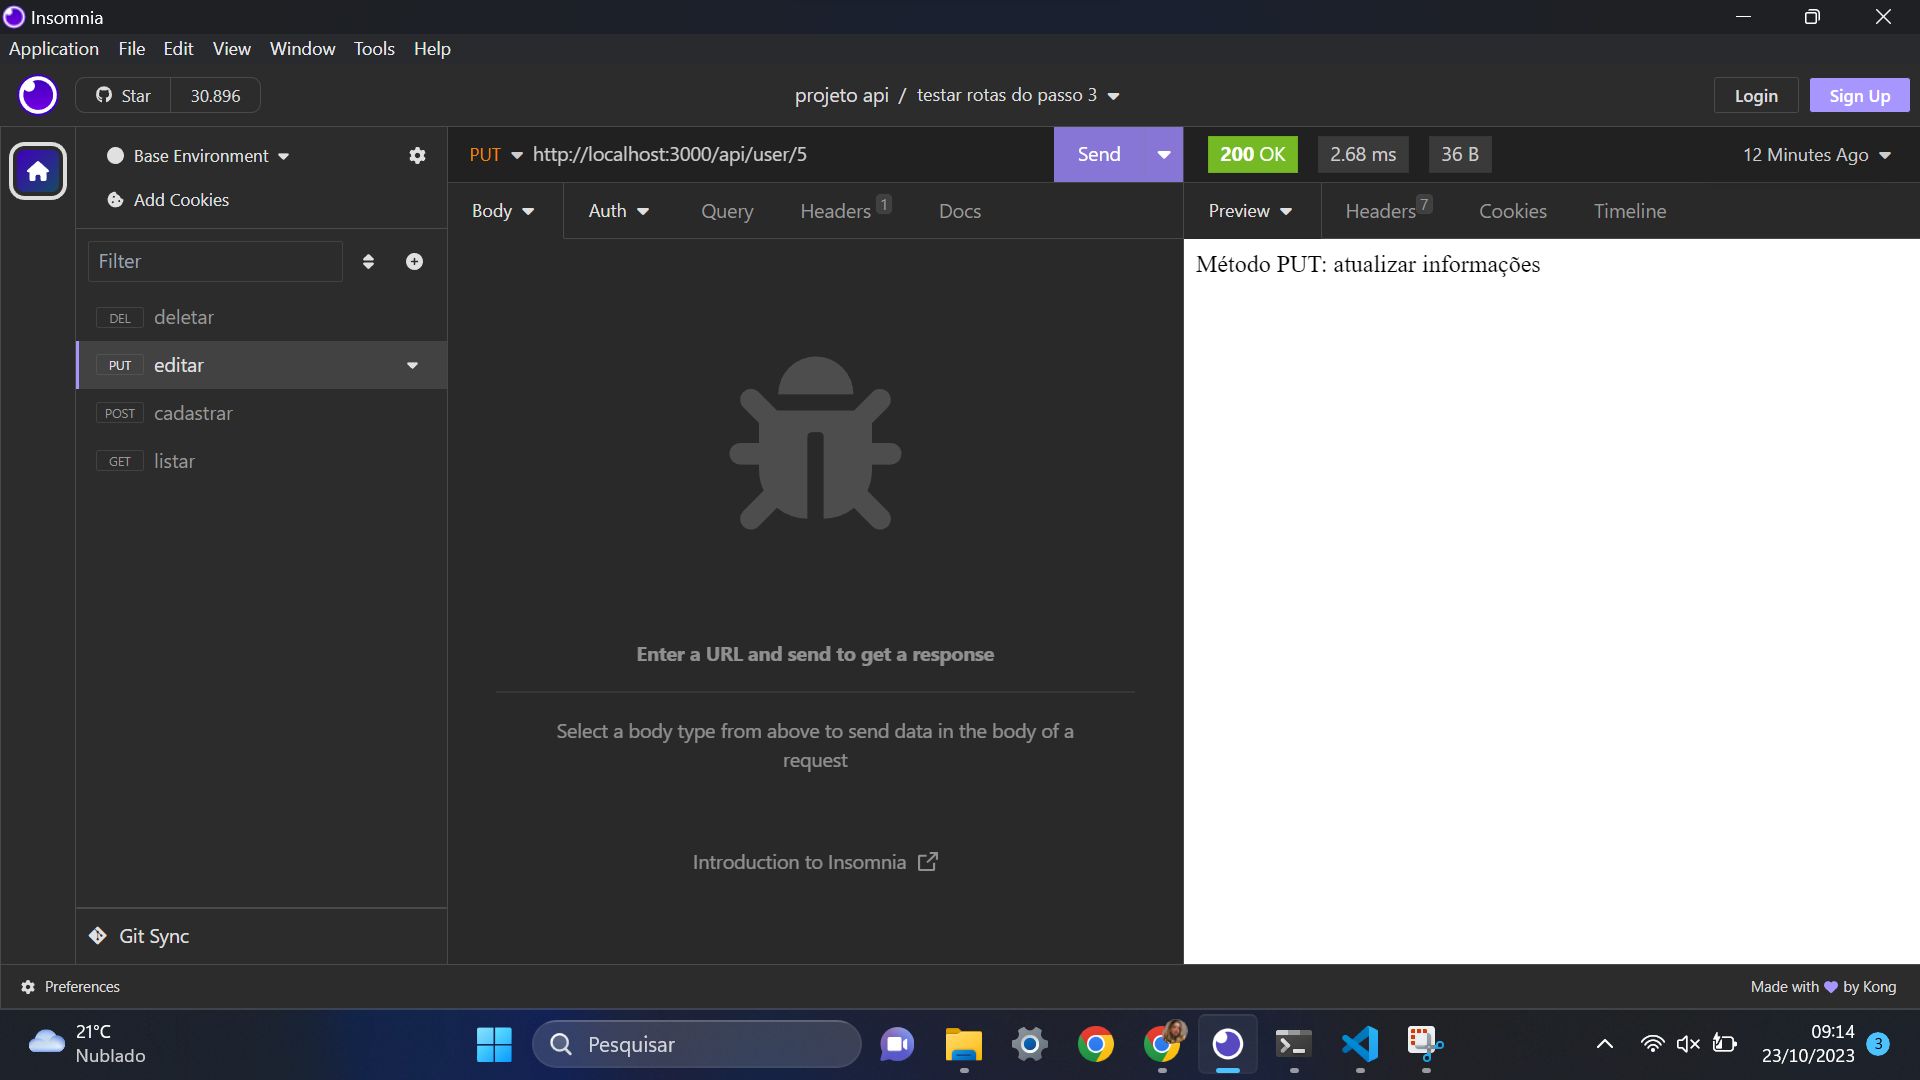 Insomnia
Application File Edit View Window Tools Help
Star 30.896
projeto api / testar rotas do passo 3
Login Sign Up
Base Environment
Add Cookies
Filter
DEL deletar
PUT editar
POST cadastrar
GET listar
Git Sync
PUT http://localhost:3000/api/user/5 Send
Body Auth Query Headers 1 Docs
Enter a URL and send to get a response
Select a body type from above to send data in the body of a
request
Introduction to Insomnia
200 OK 2.68 ms 36 B 12 Minutes Ago
Preview Headers 7 Cookies Timeline
Método PUT: atualizar informações
Preferences
Made with by Kong
21°C
Nublado
Pesquisar
09:14
23/10/2023
3